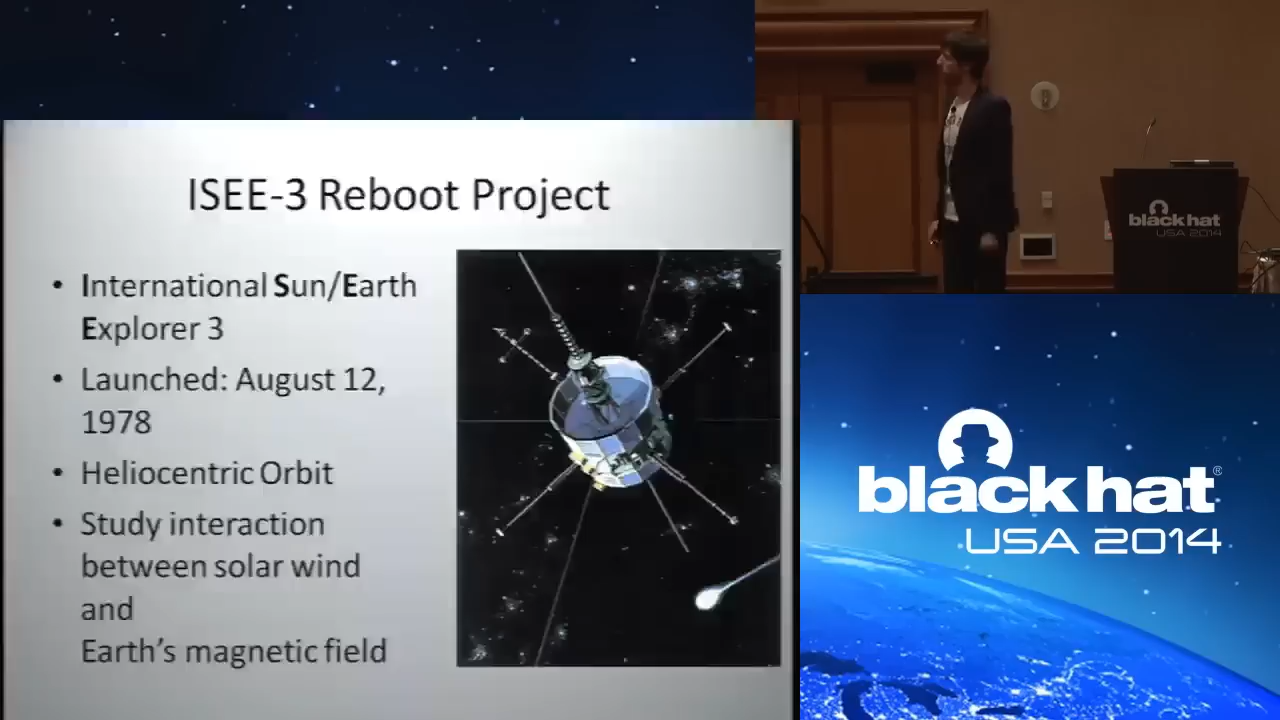 ISEE-3 Reboot Project
• International Sun/Earth
Explorer 3
• Launched: August 12,
1978
• Heliocentric Orbit
• Study interaction
between solar wind
and
Earth's magnetic field
black hat
USA 2014
black hat®
USA 2014